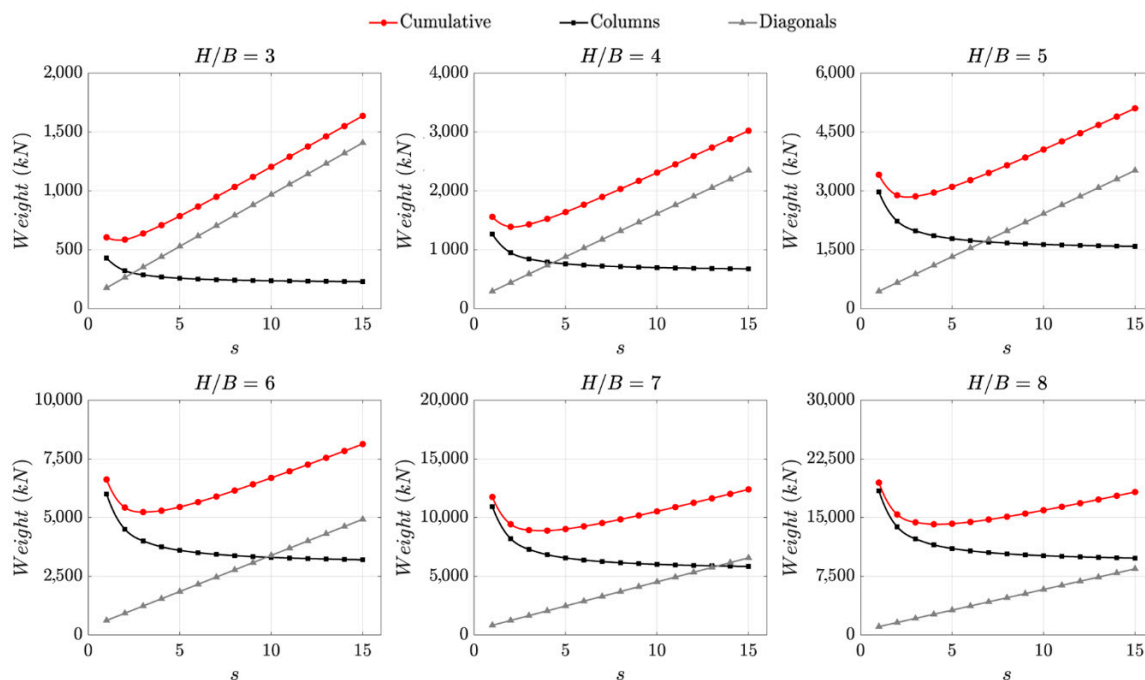 Cumulative Columns Diagonals
H/B = 3
2,000
1,500
1,000
500
0
Weight (kN)
0 5 10 15
s
H/B = 4
4,000
3,000
2,000
1,000
0
Weight (kN)
0 5 10 15
s
H/B = 5
6,000
4,500
3,000
1,500
0
Weight (kN)
0 5 10 15
s
H/B = 6
10,000
7,500
5,000
2,500
0
Weight (kN)
0 5 10 15
s
H/B = 7
20,000
15,000
10,000
5,000
0
Weight (kN)
0 5 10 15
s
H/B = 8
30,000
22,500
15,000
7,500
0
Weight (kN)
0 5 10 15
s